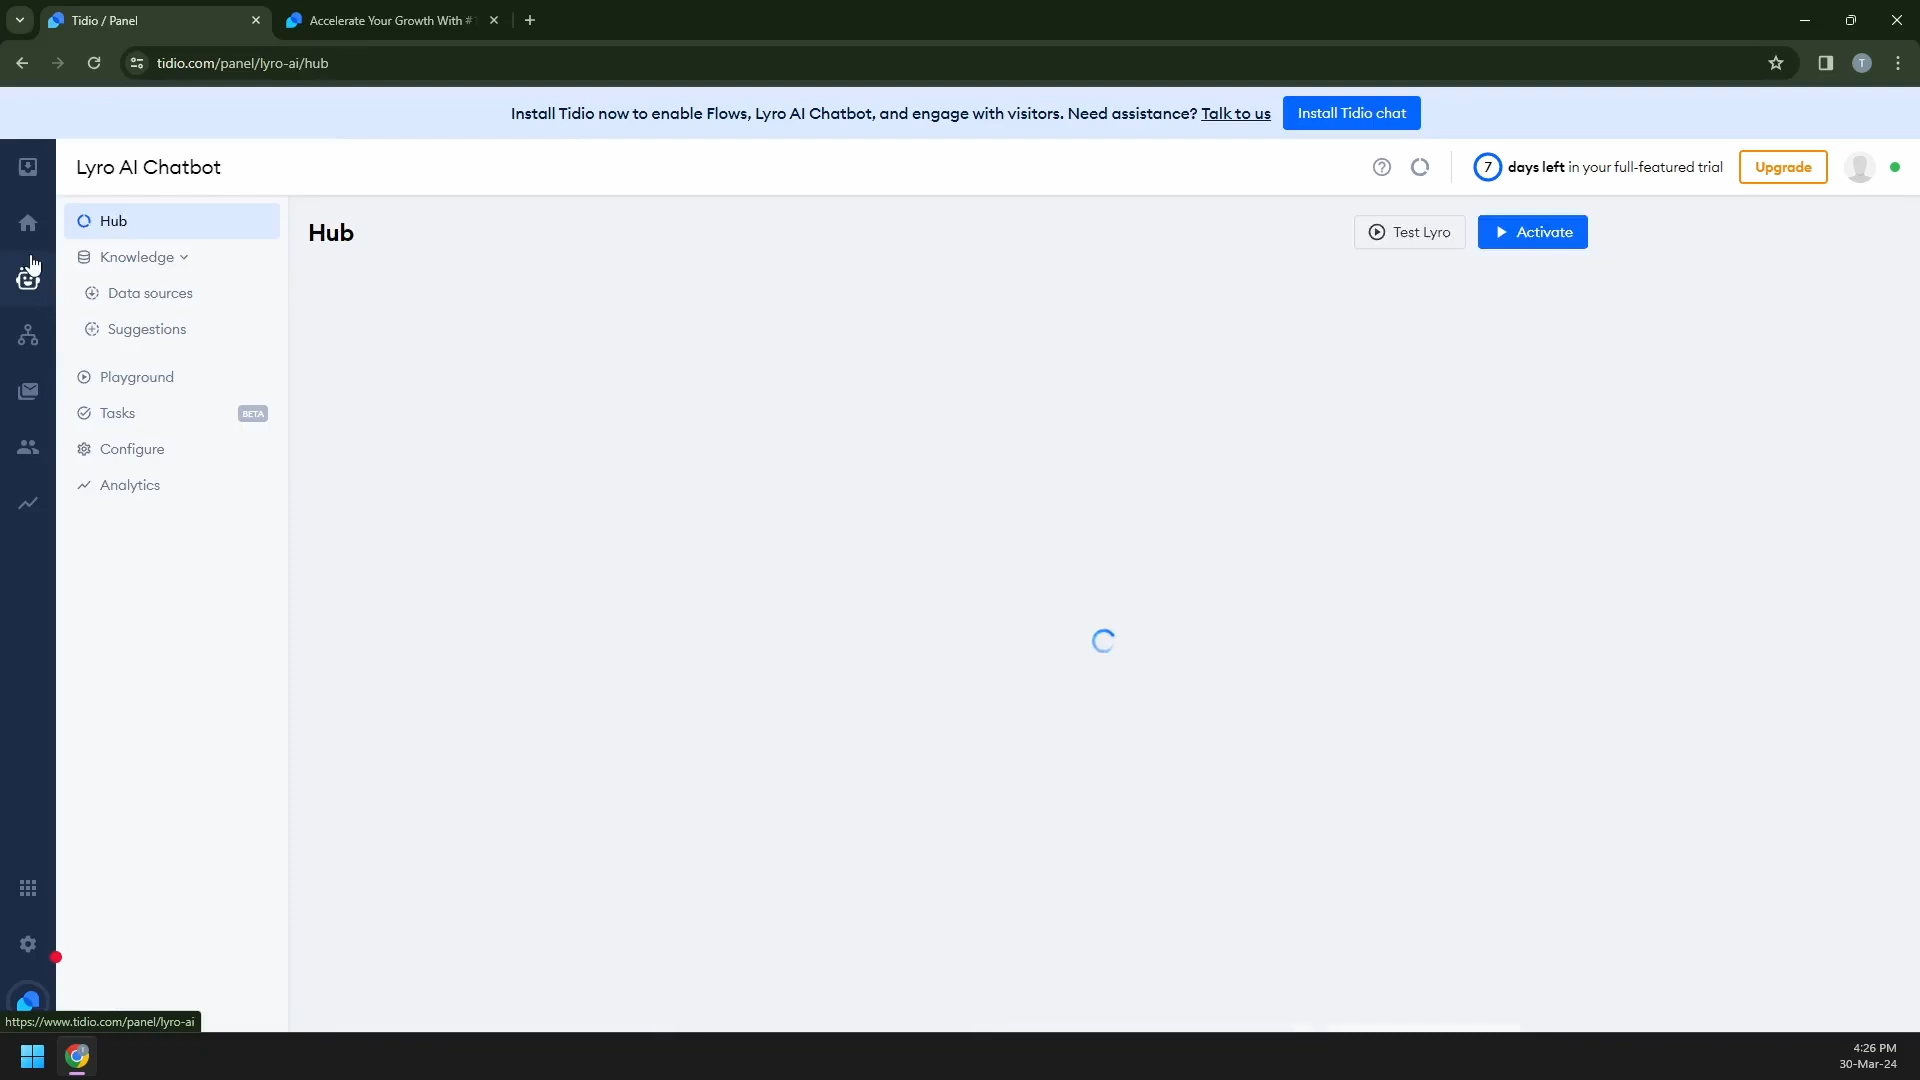 Tidio / Panel
Accelerate Your Growth With #
tidio.com/panel/lyro-ai/hub
T
Install Tidio now to enable Flows, Lyro AI Chatbot, and engage with visitors. Need assistance? Talk to us
Install Tidio chat
Lyro AI Chatbot
7 days left in your full-featured trial
Upgrade
Hub
Knowledge
Data sources
Suggestions
Playground
Tasks BETA
Configure
Analytics
Hub
Test Lyro
Activate
https://www.tidio.com/panel/lyro-ai
4:26 PM
30-Mar-24